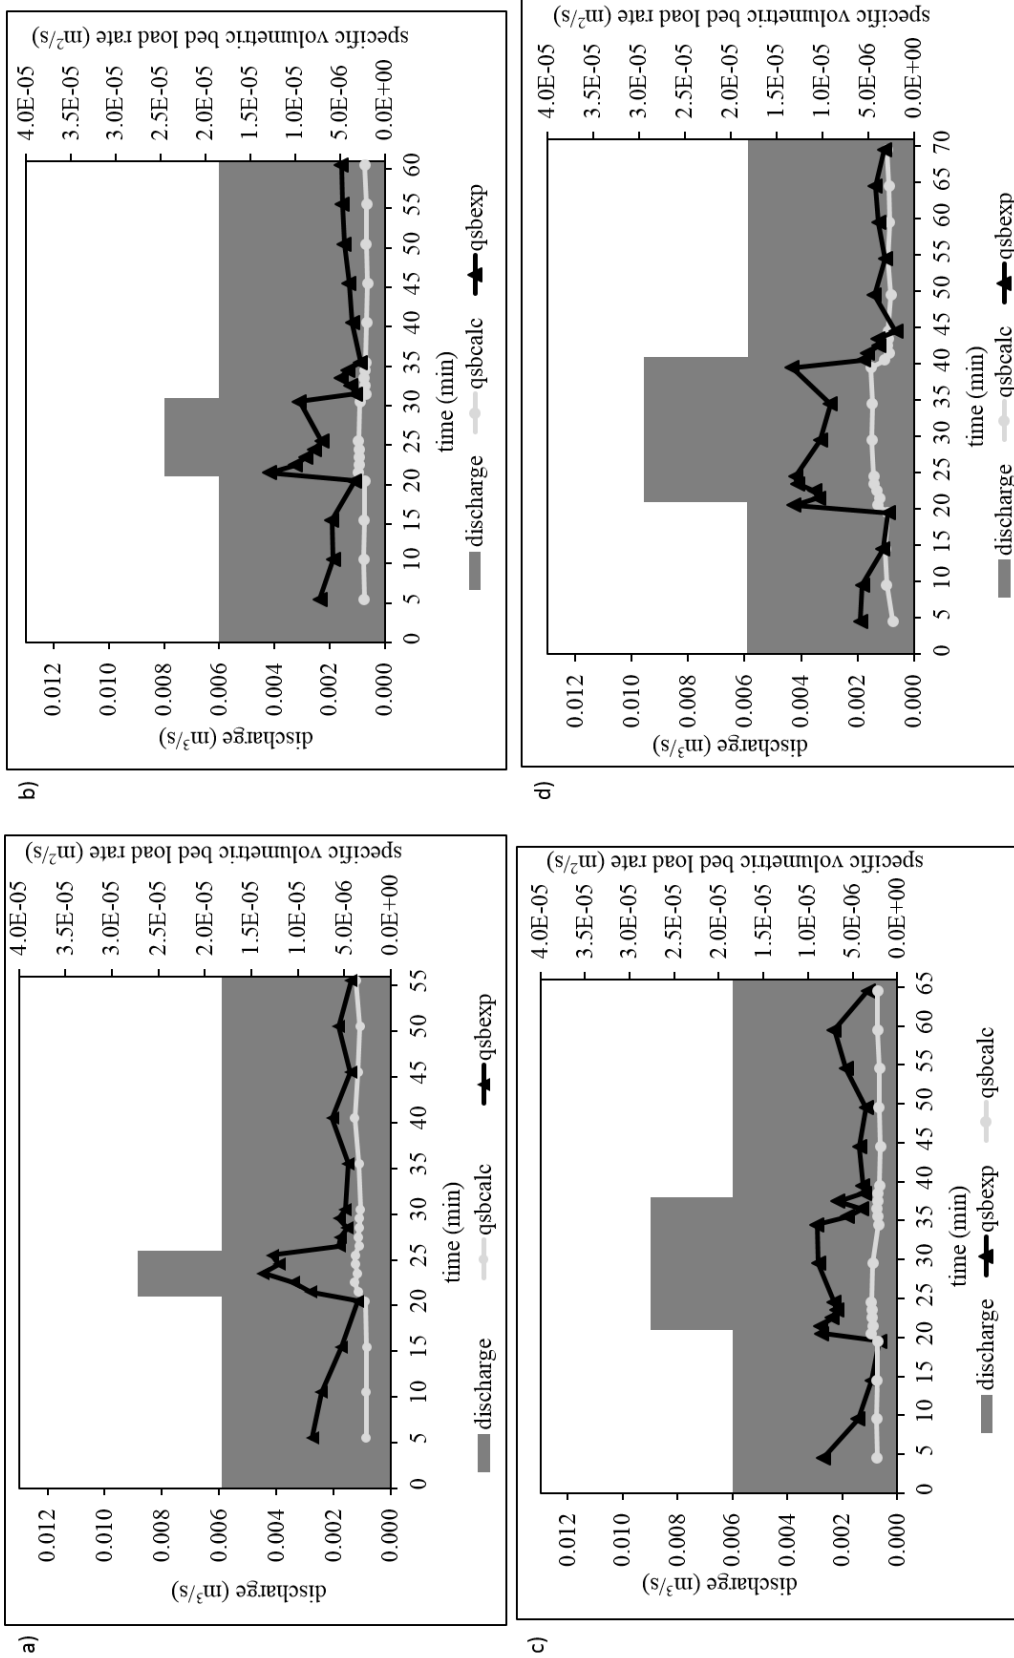 a)
discharge (m³/s)
0.012
0.010
0.008
0.006
0.004
0.002
0.000
specific volumetric bed load rate (m²/s)
4.0E-05
3.5E-05
3.0E-05
2.5E-05
2.0E-05
1.5E-05
1.0E-05
5.0E-06
0.0E+00
0 5 10 15 20 25 30 35 40 45 50 55
time (min)
discharge qsbcalc qsbexp
b)
discharge (m³/s)
0.012
0.010
0.008
0.006
0.004
0.002
0.000
specific volumetric bed load rate (m²/s)
4.0E-05
3.5E-05
3.0E-05
2.5E-05
2.0E-05
1.5E-05
1.0E-05
5.0E-06
0.0E+00
0 5 10 15 20 25 30 35 40 45 50 55 60
time (min)
discharge qsbcalc qsbexp
c)
discharge (m³/s)
0.012
0.010
0.008
0.006
0.004
0.002
0.000
specific volumetric bed load rate (m²/s)
4.0E-05
3.5E-05
3.0E-05
2.5E-05
2.0E-05
1.5E-05
1.0E-05
5.0E-06
0.0E+00
0 5 10 15 20 25 30 35 40 45 50 55 60 65
time (min)
discharge qsbexp qsbcalc
d)
discharge (m³/s)
0.012
0.010
0.008
0.006
0.004
0.002
0.000
specific volumetric bed load rate (m²/s)
4.0E-05
3.5E-05
3.0E-05
2.5E-05
2.0E-05
1.5E-05
1.0E-05
5.0E-06
0.0E+00
0 5 10 15 20 25 30 35 40 45 50 55 60 65 70
time (min)
discharge qsbcalc qsbexp